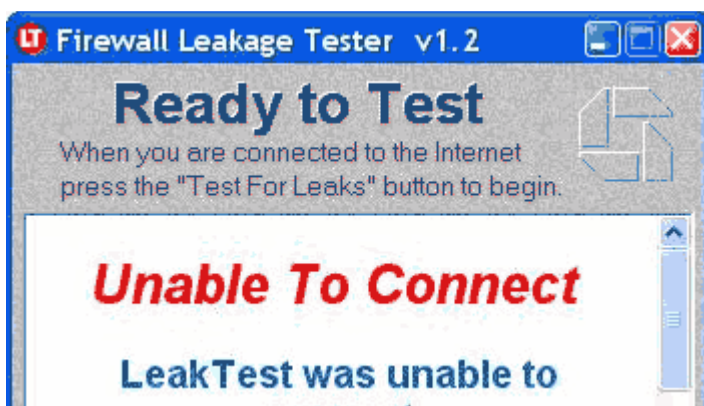 LT Firewall Leakage Tester v1.2
Ready to Test
When you are connected to the Internet
press the "Test For Leaks" button to begin.
Unable To Connect
LeakTest was unable to